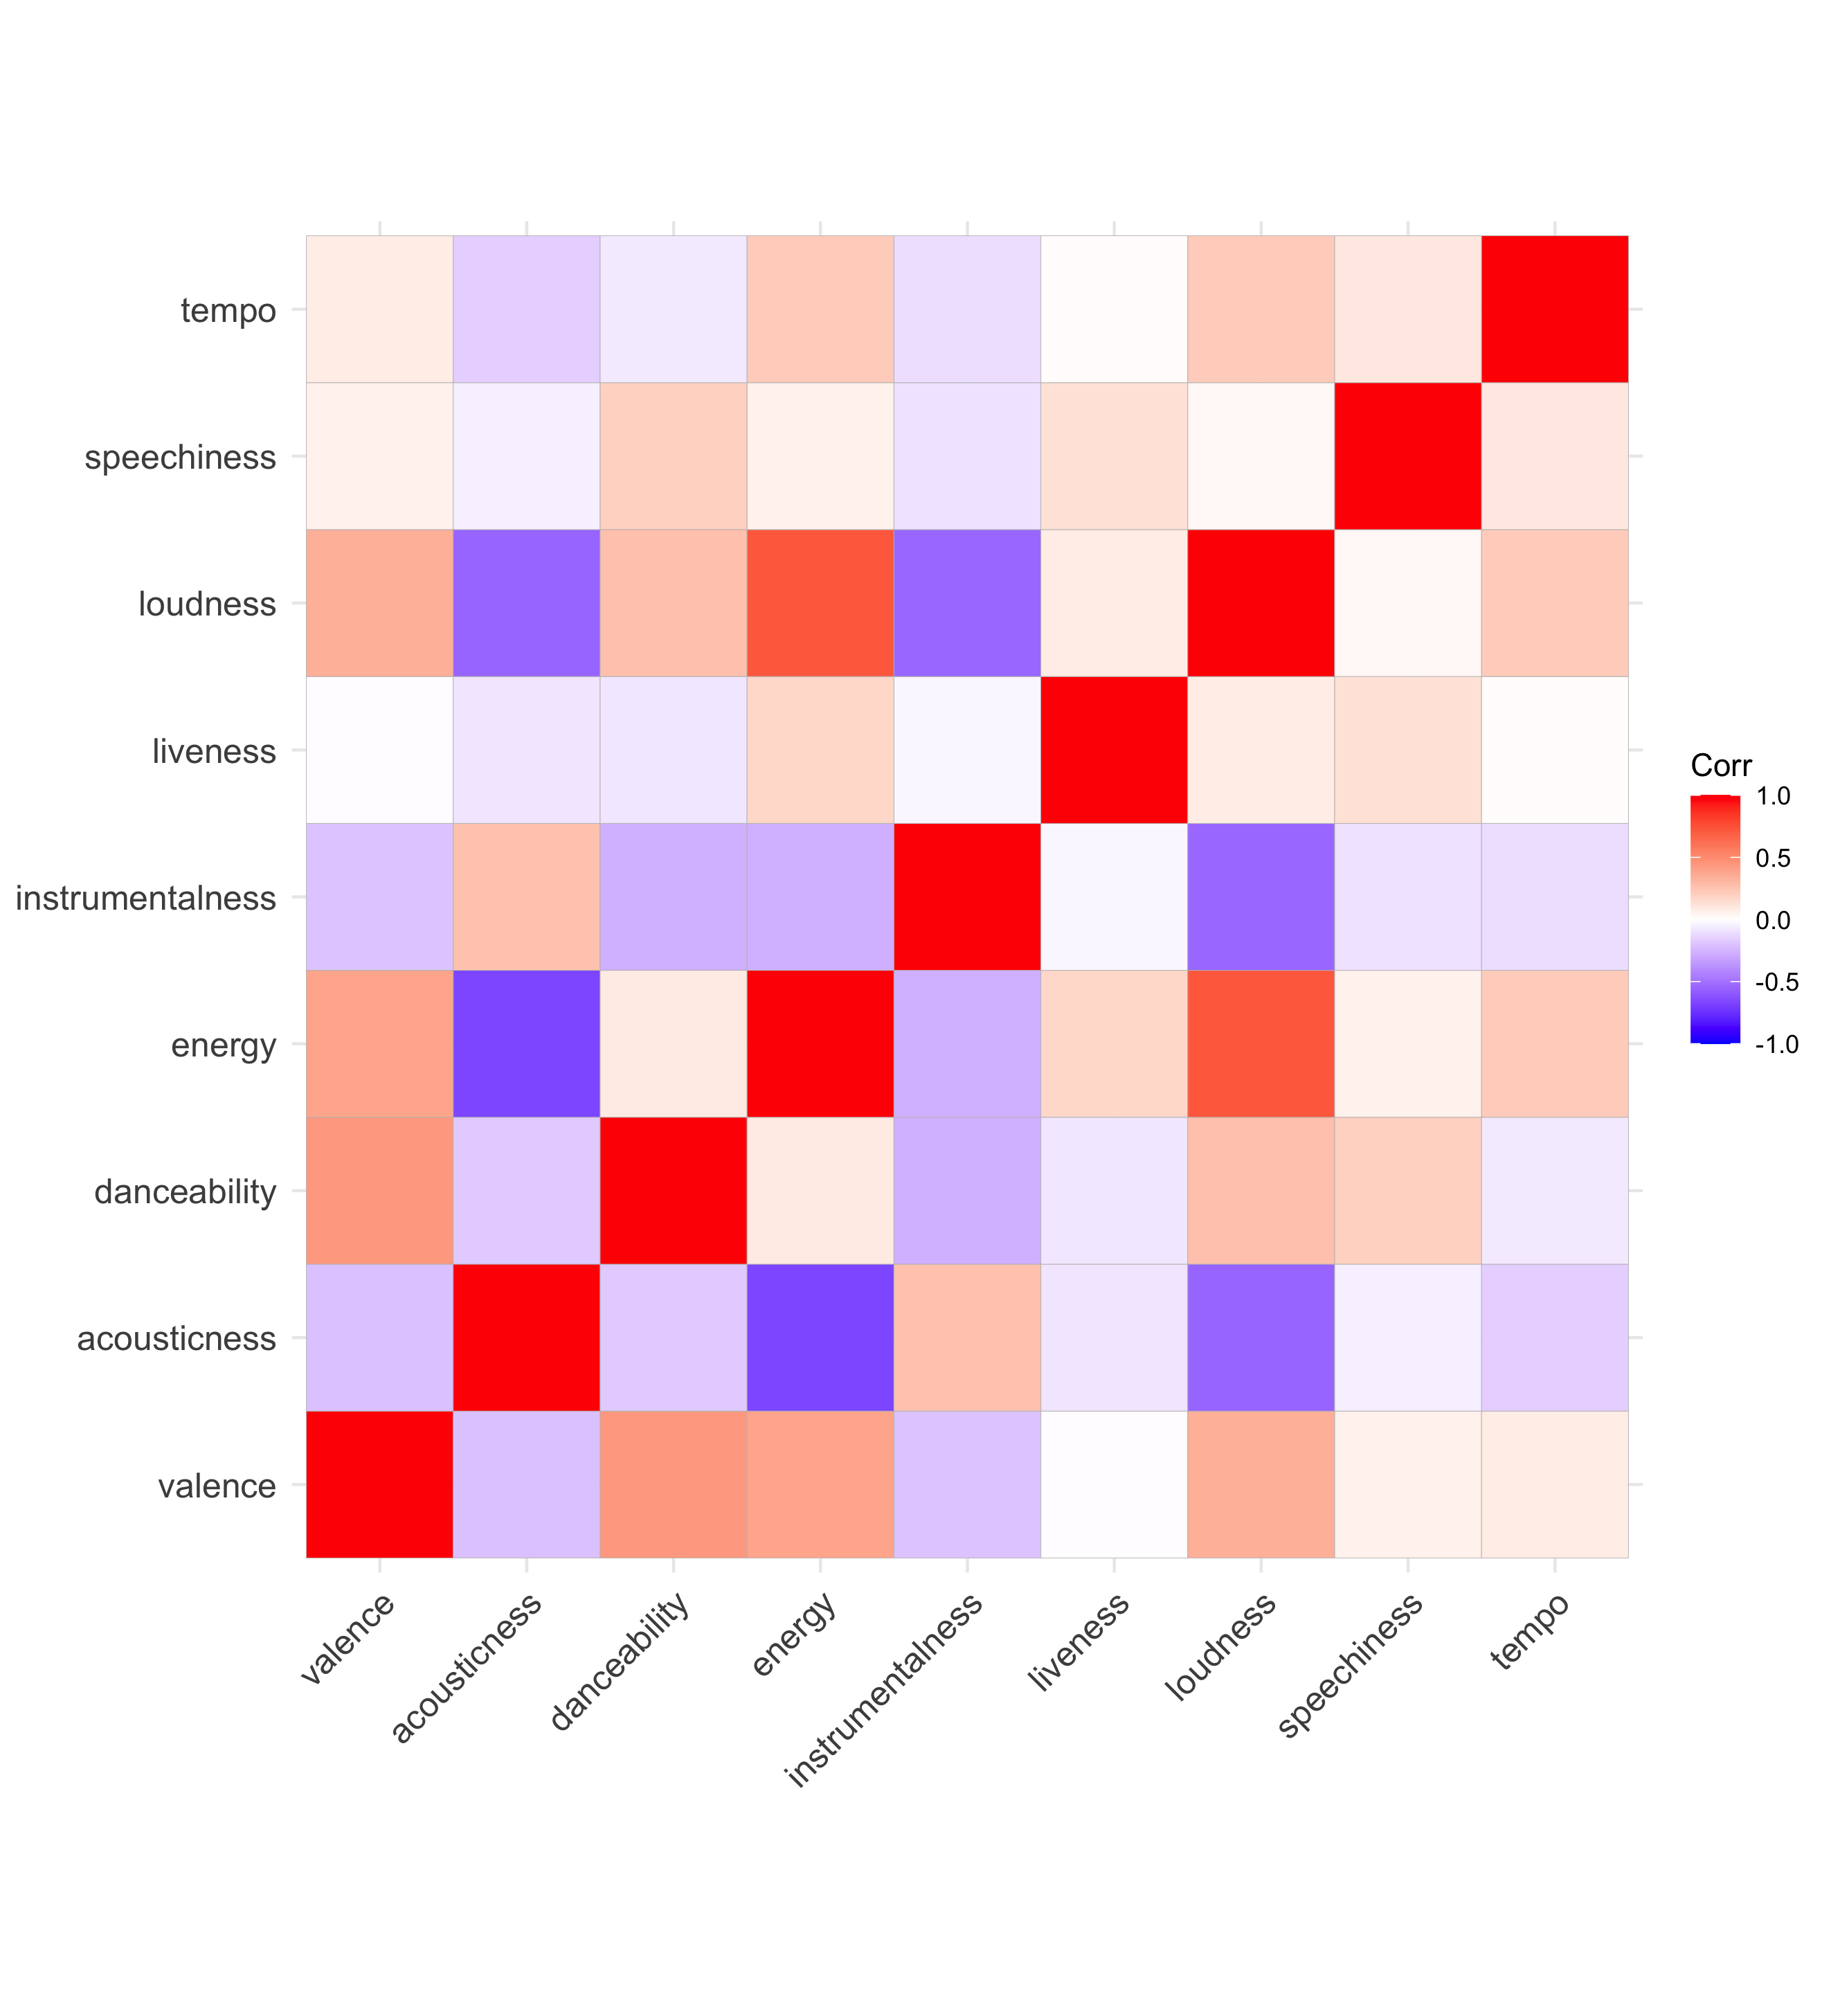 tempo
speechiness
loudness
liveness
instrumentalness
energy
danceability
acousticness
valence
valence
acousticness
danceability
energy
instrumentalness
liveness
loudness
speechiness
tempo
Corr
1.0
0.5
0.0
-0.5
-1.0